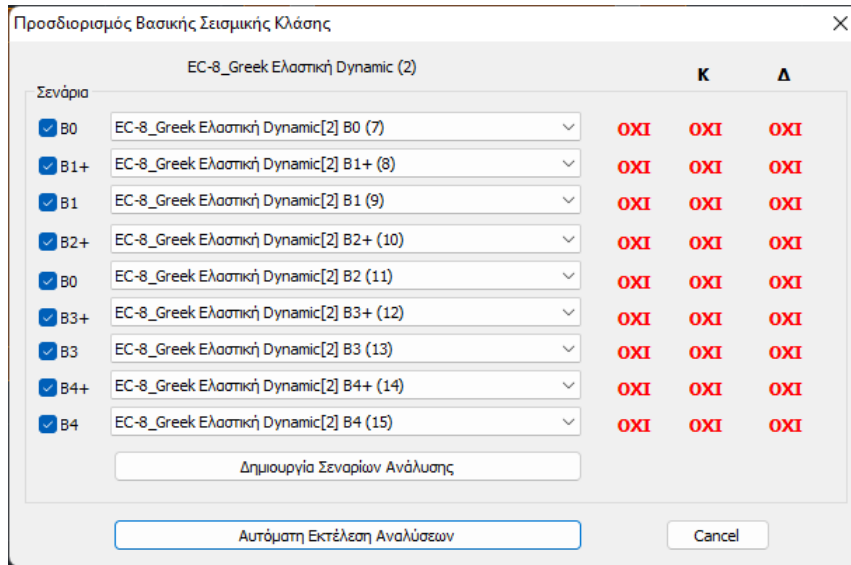 Προσδιορισμός Βασικής Σεισμικής Κλάσης
EC-8_Greek Ελαστική Dynamic (2)
Κ Δ
Σενάρια
B0 EC-8_Greek Ελαστική Dynamic[2] B0 (7) ΟΧΙ ΟΧΙ ΟΧΙ
B1+ EC-8_Greek Ελαστική Dynamic[2] B1+ (8) ΟΧΙ ΟΧΙ ΟΧΙ
B1 EC-8_Greek Ελαστική Dynamic[2] B1 (9) ΟΧΙ ΟΧΙ ΟΧΙ
B2+ EC-8_Greek Ελαστική Dynamic[2] B2+ (10) ΟΧΙ ΟΧΙ ΟΧΙ
B0 EC-8_Greek Ελαστική Dynamic[2] B2 (11) ΟΧΙ ΟΧΙ ΟΧΙ
B3+ EC-8_Greek Ελαστική Dynamic[2] B3+ (12) ΟΧΙ ΟΧΙ ΟΧΙ
B3 EC-8_Greek Ελαστική Dynamic[2] B3 (13) ΟΧΙ ΟΧΙ ΟΧΙ
B4+ EC-8_Greek Ελαστική Dynamic[2] B4+ (14) ΟΧΙ ΟΧΙ ΟΧΙ
B4 EC-8_Greek Ελαστική Dynamic[2] B4 (15) ΟΧΙ ΟΧΙ ΟΧΙ
Δημιουργία Σεναρίων Ανάλυσης
Αυτόματη Εκτέλεση Αναλύσεων Cancel